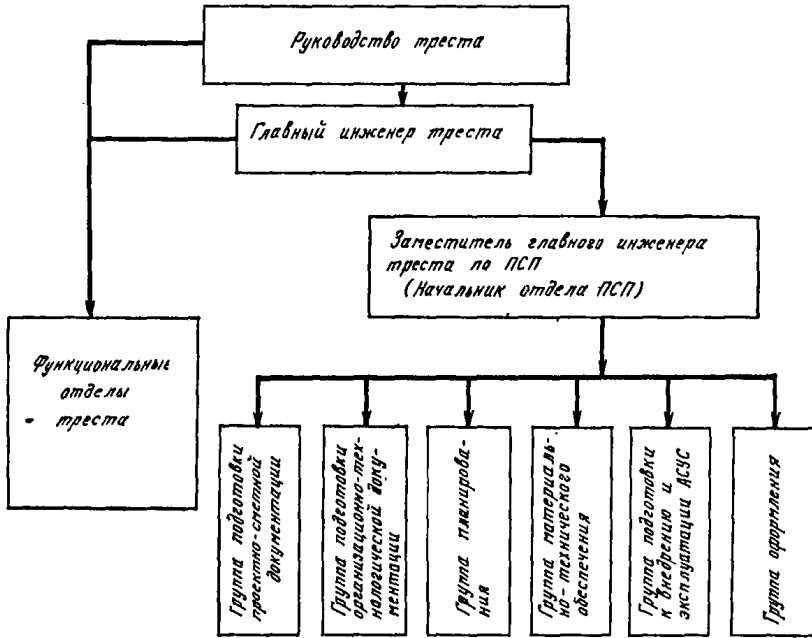 Руководство треста
Главный инженер треста
Заместитель главного инженера
треста по ПСП
(Начальник отдела ПСП)
Функциональные
отделы
треста
Группа подготовки
проектно-сметной
документации
Группа подготовки
организационно-тех-
нологической доку-
ментации
Группа планирова-
ния
Группа материаль-
но-технического
обеспечения
Группа подготовки
к внедрению и
эксплуатации АСУС
Группа оформления